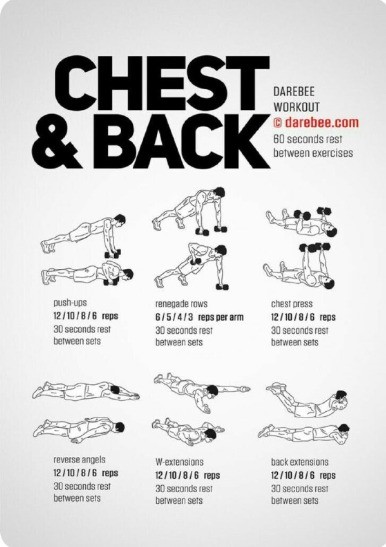 CHEST
& BACK
DAREBEE
WORKOUT
© darebee.com
60 seconds rest
between exercises
push-ups
12/10/8/6 reps
30 seconds rest
between sets
renegade rows
6/5/4/3 reps per arm
30 seconds rest
between sets
chest press
12/10/8/6 reps
30 seconds rest
between sets
reverse angels
12/10/8/6 reps
30 seconds rest
between sets
W-extensions
12/10/8/6 reps
30 seconds rest
between sets
back extensions
12/10/8/6 reps
30 seconds rest
between sets